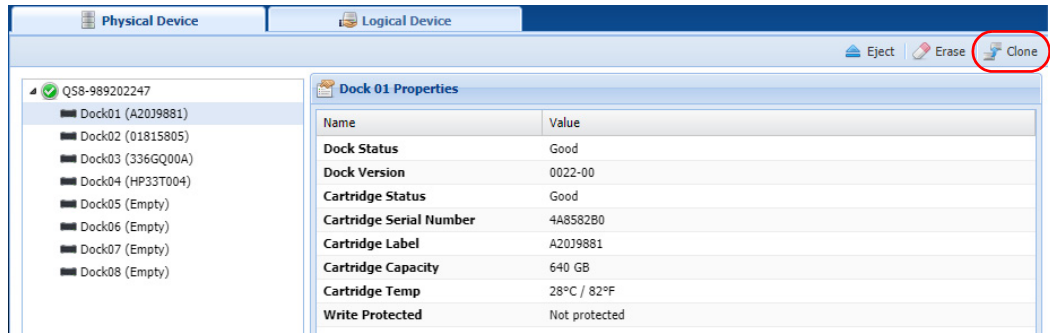 Physical Device Logical Device
Eject Erase Clone
QS8-989202247
Dock01 (A20J9881)
Dock02 (01815805)
Dock03 (336GQ00A)
Dock04 (HP33T004)
Dock05 (Empty)
Dock06 (Empty)
Dock07 (Empty)
Dock08 (Empty)
Dock 01 Properties
Name Value
Dock Status Good
Dock Version 0022-00
Cartridge Status Good
Cartridge Serial Number 4A8582B0
Cartridge Label A20J9881
Cartridge Capacity 640 GB
Cartridge Temp 28°C / 82°F
Write Protected Not protected